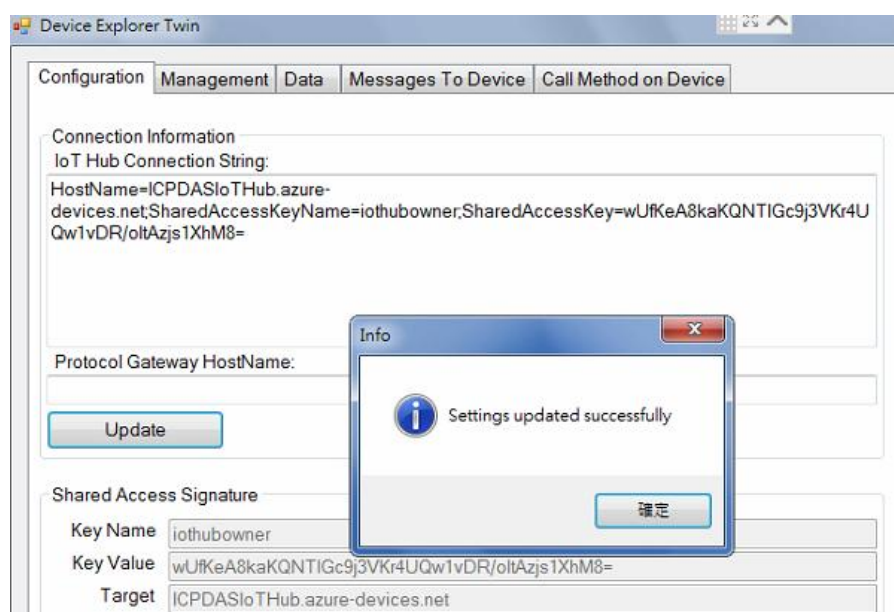 Device Explorer Twin
Configuration Management Data Messages To Device Call Method on Device
Connection Information
IoT Hub Connection String:
HostName=ICPDASIoTHub.azure-
devices.net;SharedAccessKeyName=iothubowner;SharedAccessKey=wUfKeA8kaKQNTIGc9j3VKr4U
Qw1vDR/oltAzjs1XhM8=
Info
Protocol Gateway HostName:
Settings updated successfully
Update
確定
Shared Access Signature
Key Name iothubowner
Key Value wUfKeA8kaKQNTIGc9j3VKr4UQw1vDR/oltAzjs1XhM8=
Target ICPDASIoTHub.azure-devices.net